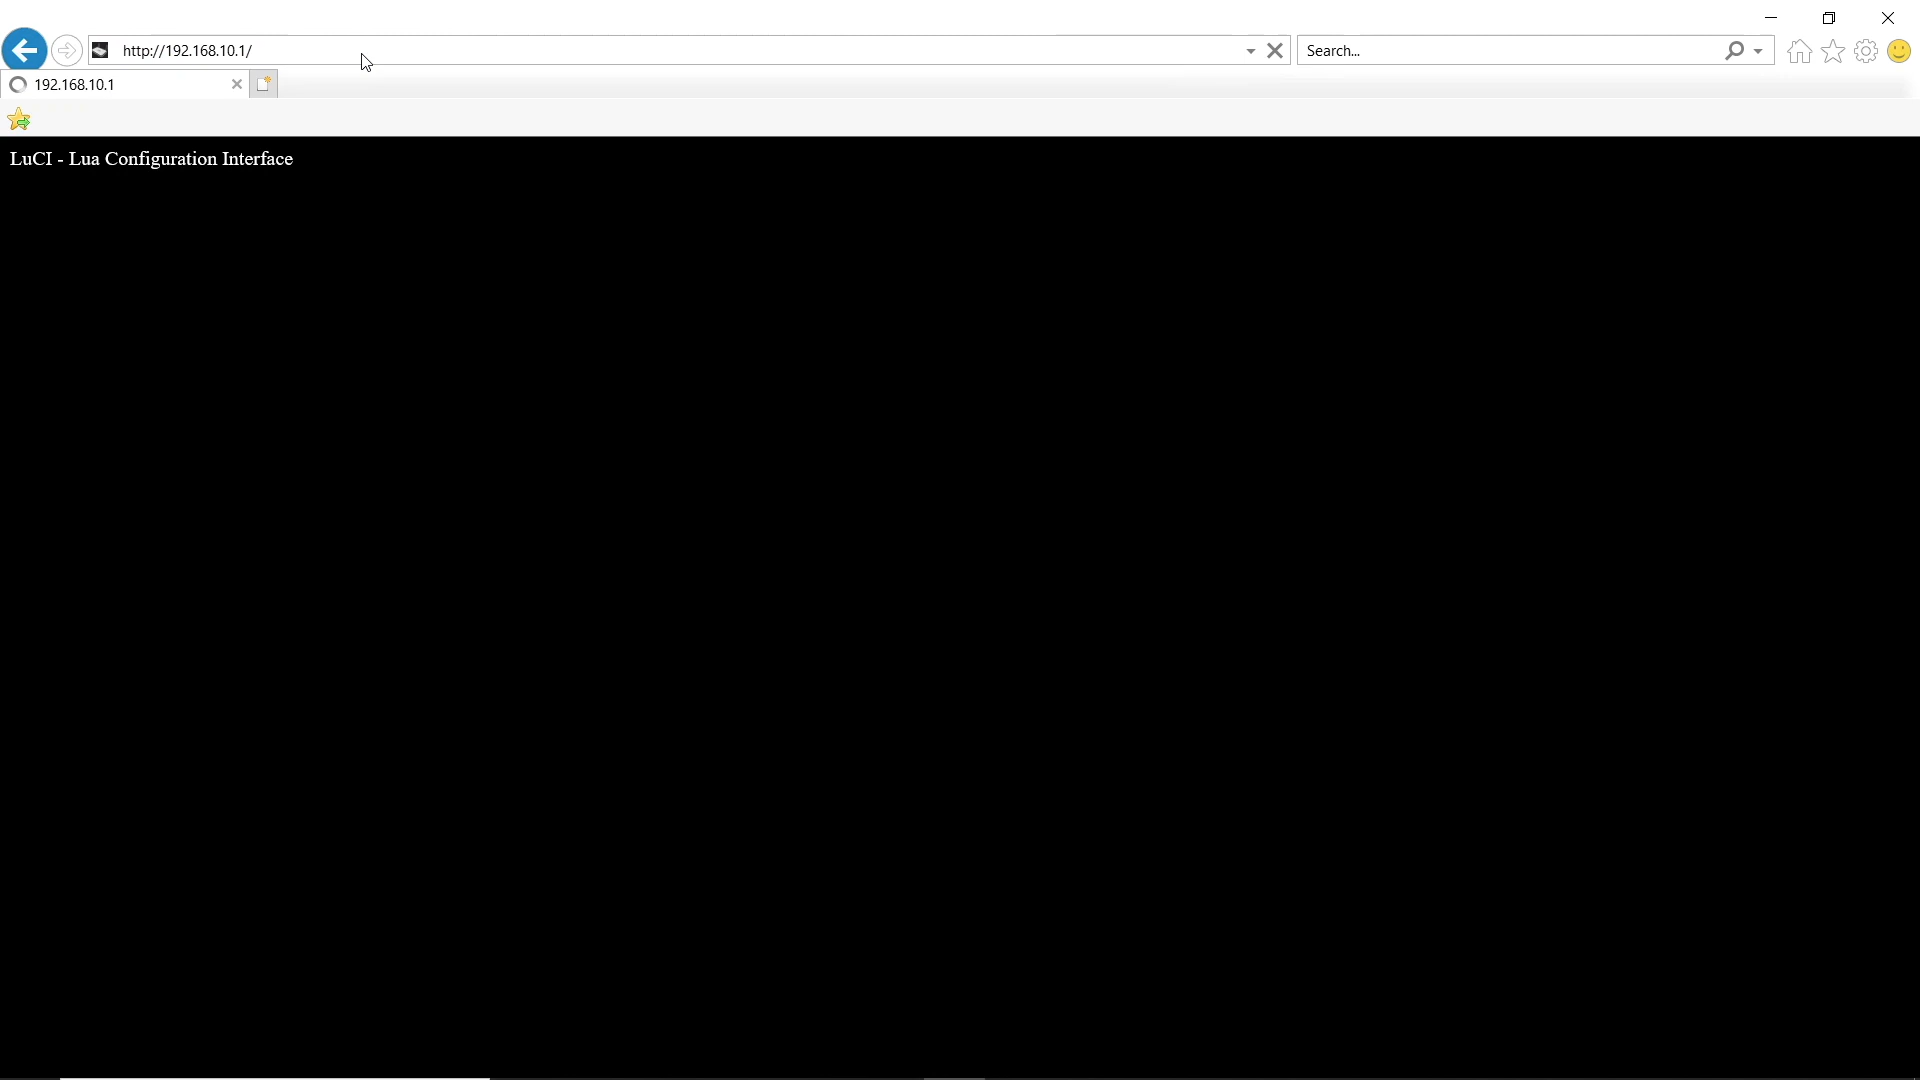 http://192.168.10.1/
Search...
192.168.10.1
LuCI - Lua Configuration Interface